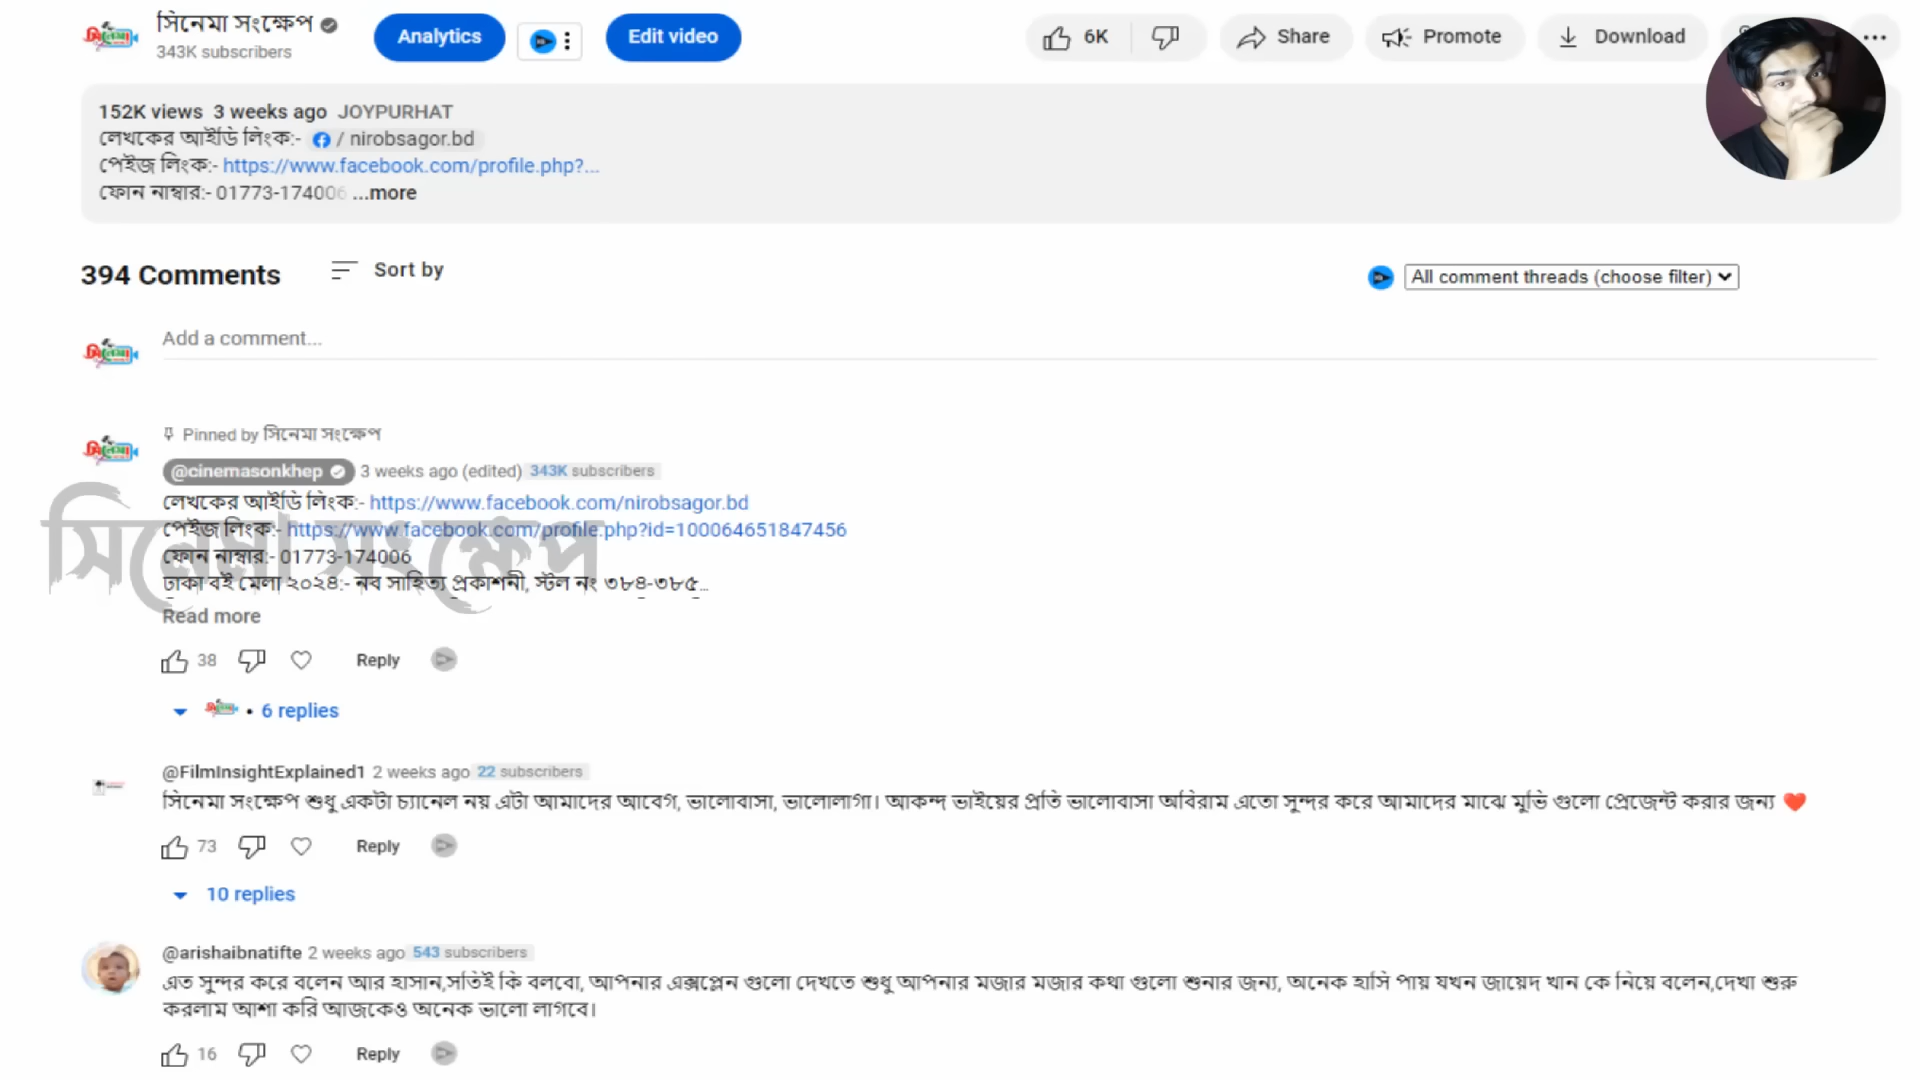 সিনেমা সংক্ষেপ
343K subscribers
Analytics
Edit video
6K
Share
Promote
Download
152K views 3 weeks ago JOYPURHAT
লেখকের আইডি লিংক:- / nirobsagor.bd
পেইজ লিংক:- https://www.facebook.com/profile.php?...
ফোন নাম্বার:- 01773-174006 ...more
394 Comments
Sort by
All comment threads (choose filter)
Add a comment...
Pinned by সিনেমা সংক্ষেপ
@cinemasonkhep 3 weeks ago (edited) 343K subscribers
লেখকের আইডি লিংক:- https://www.facebook.com/nirobsagor.bd
পেইজ লিংক:- https://www.facebook.com/profile.php?id=100064651847456
ফোন নাম্বার:- 01773-174006
ঢাকা বই মেলা ২০২৪:- নব সাহিত্য প্রকাশনী, স্টল নং ৩৮৪-৩৮৫...
সিনেমা সংক্ষেপ
Read more
38
Reply
• 6 replies
@FilmInsightExplained1 2 weeks ago 22 subscribers
সিনেমা সংক্ষেপ শুধু একটা চ্যানেল নয় এটা আমাদের আবেগ, ভালোবাসা, ভালোলাগা। আকন্দ ভাইয়ের প্রতি ভালোবাসা অবিরাম এতো সুন্দর করে আমাদের মাঝে মুভি গুলো প্রেজেন্ট করার জন্য ❤️
73
Reply
10 replies
@arishaibnatifte 2 weeks ago 543 subscribers
এত সুন্দর করে বলেন আর হাসান,সতিই কি বলবো, আপনার এক্সপ্লেন গুলো দেখতে শুধু আপনার মজার মজার কথা গুলো শুনার জন্য, অনেক হাসি পায় যখন জায়েদ খান কে নিয়ে বলেন,দেখা শুরু
করলাম আশা করি আজকেও অনেক ভালো লাগবে।
16
Reply